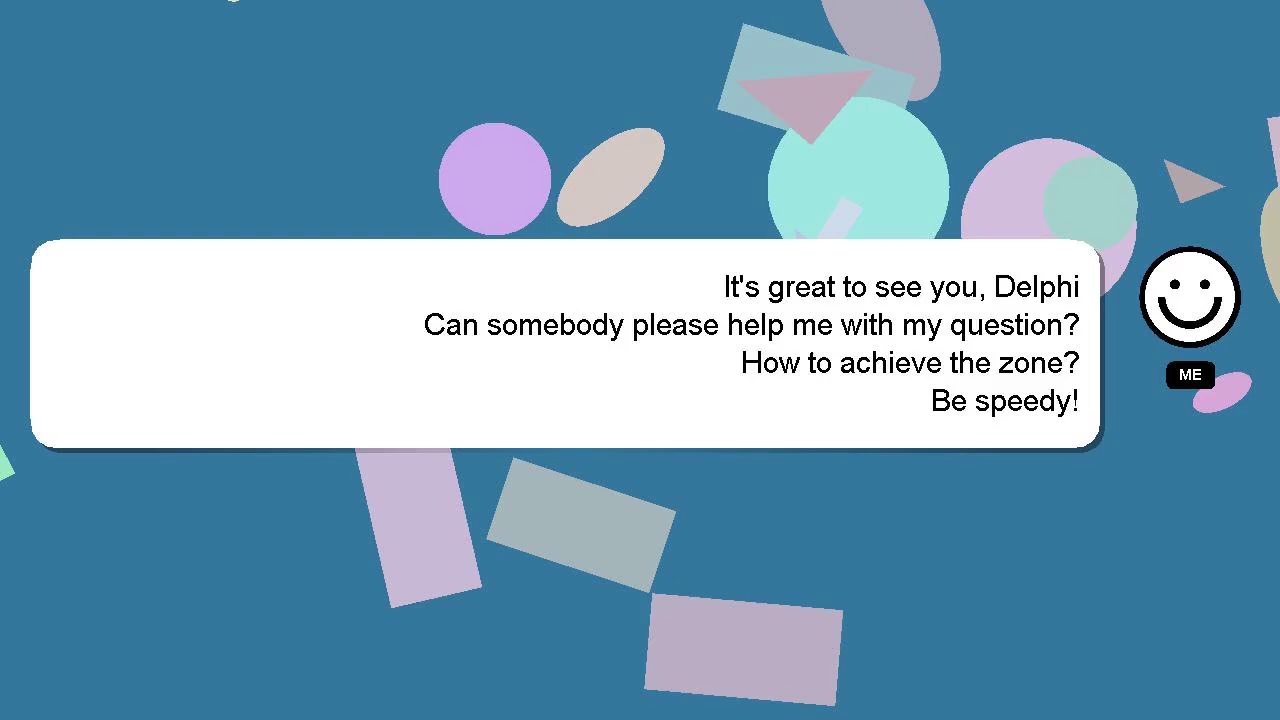 It's great to see you, Delphi
Can somebody please help me with my question?
How to achieve the zone?
Be speedy!
ME